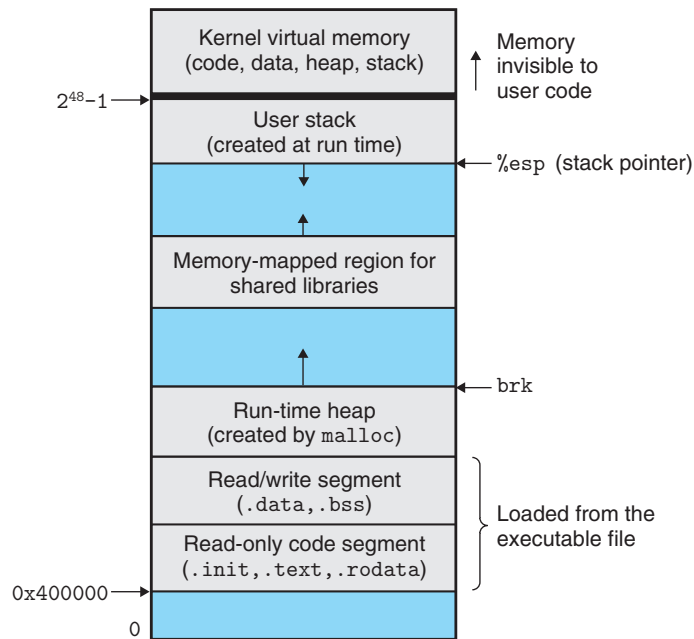 Kernel virtual memory
(code, data, heap, stack)
Memory
invisible to
user code
2⁴⁸-1
User stack
(created at run time)
%esp (stack pointer)
Memory-mapped region for
shared libraries
brk
Run-time heap
(created by malloc)
Read/write segment
(.data,.bss)
Loaded from the
executable file
Read-only code segment
(.init,.text,.rodata)
0x400000
0